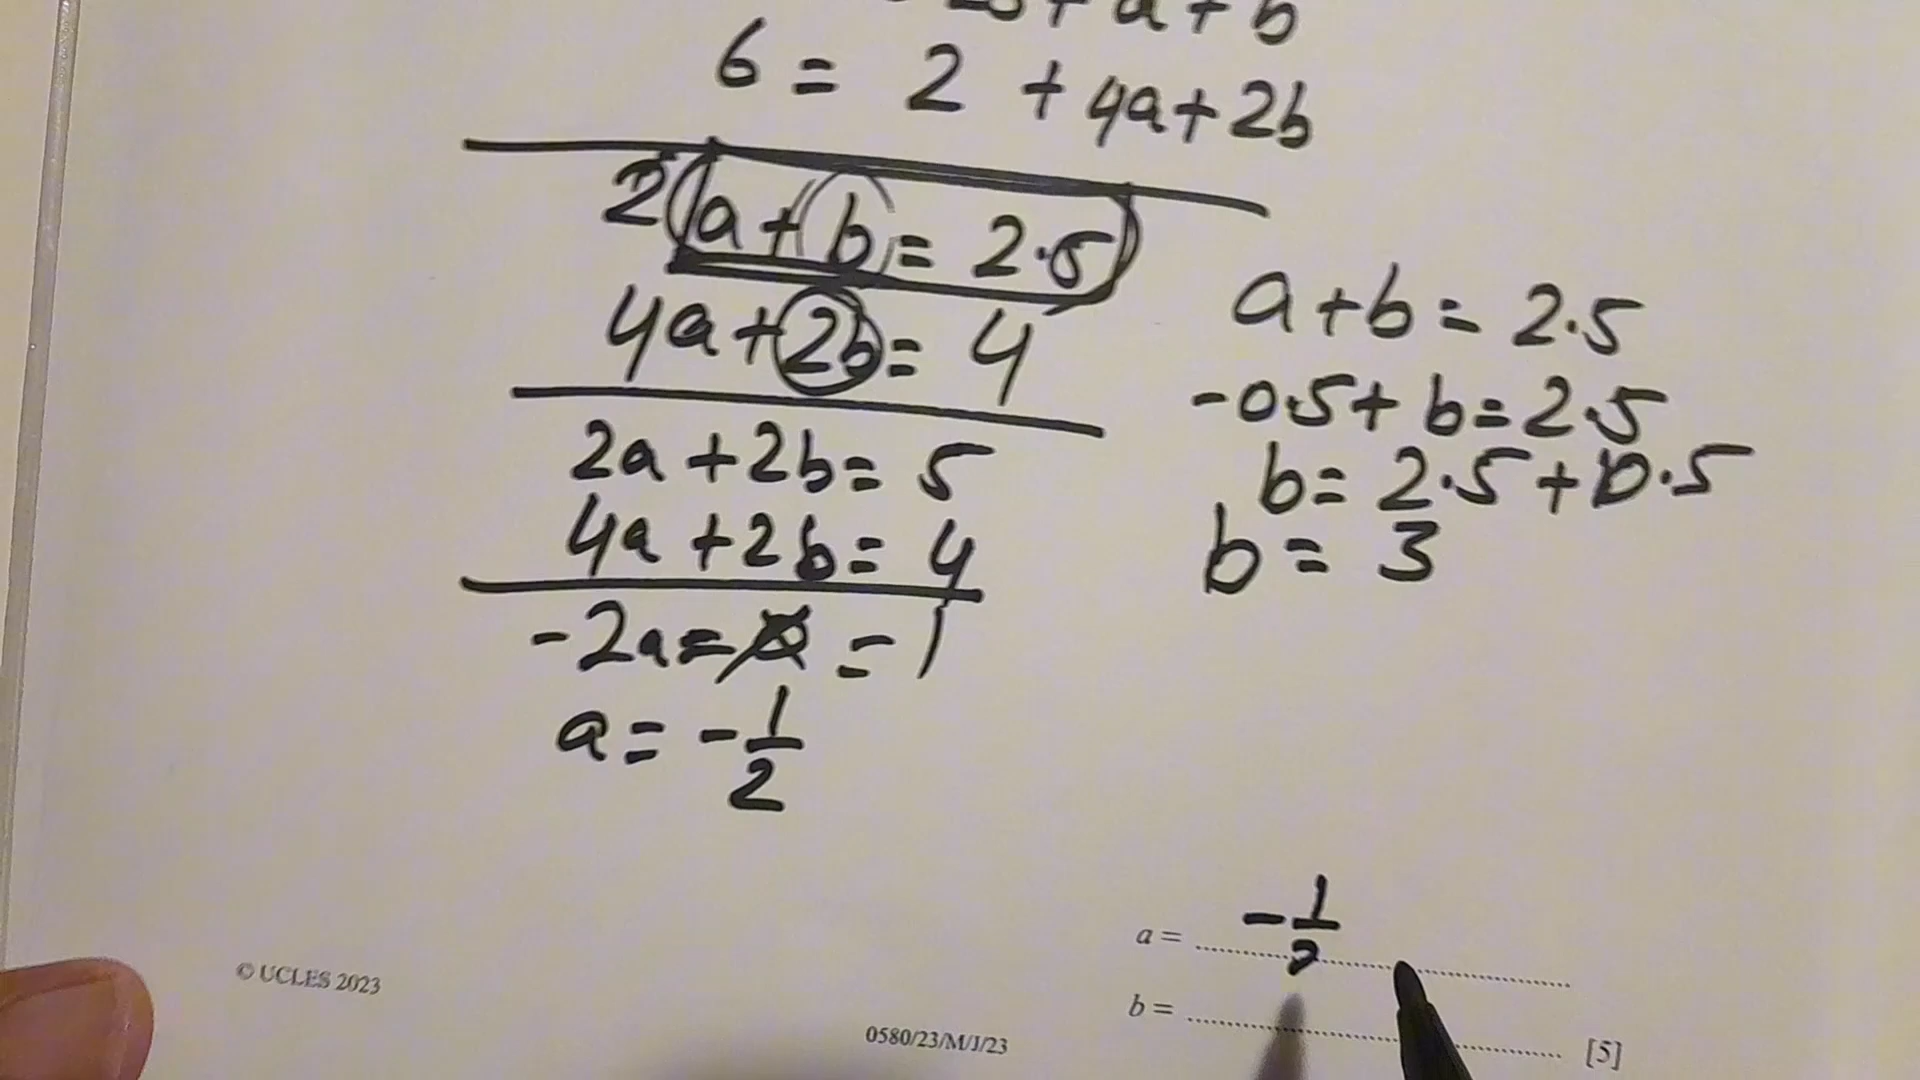 + a + b
6 = 2 + 4a + 2b
2(a + b = 2.5)
4a + 2b = 4
2a + 2b = 5
4a + 2b = 4
-2a = = 1
a = -1/2
a + b = 2.5
-0.5 + b = 2.5
b = 2.5 + 0.5
b = 3
a = -1/2
b = [5]
© UCLES 2023
0580/23/M/J/23